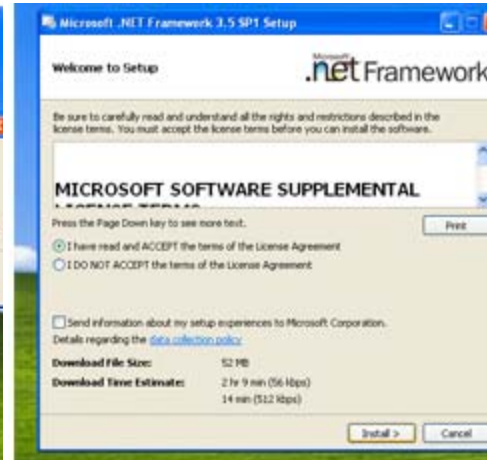 Microsoft .NET Framework 3.5 SP1 Setup
Welcome to Setup
Microsoft
.net Framework
Be sure to carefully read and understand all the rights and restrictions described in the
license terms. You must accept the license terms before you can install the software.
MICROSOFT SOFTWARE SUPPLEMENTAL
LICENSE TERMS
Press the Page Down key to see more text.
Print
I have read and ACCEPT the terms of the License Agreement
I DO NOT ACCEPT the terms of the License Agreement
Send information about my setup experiences to Microsoft Corporation.
Details regarding the data collection policy
Download File Size: 52 MB
Download Time Estimate: 2 hr 9 min (56 kbps)
14 min (512 kbps)
Install >
Cancel